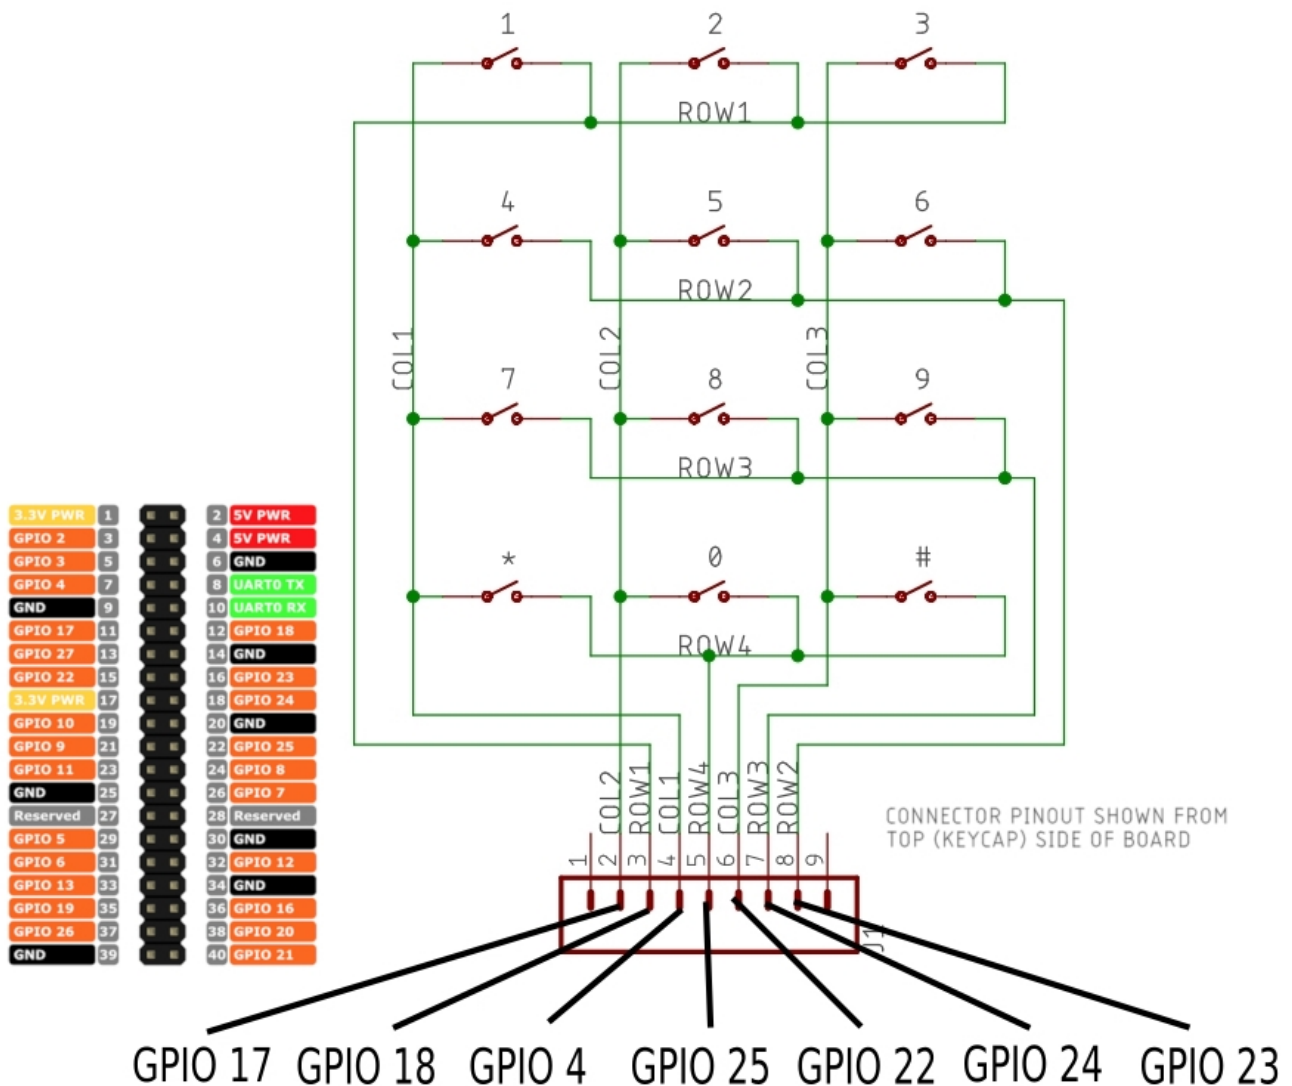 1 2 3
ROW1
4 5 6
ROW2
COL1 COL2 COL3
7 8 9
ROW3
* 0 #
ROW4
3.3V PWR 1 2 5V PWR
GPIO 2 3 4 5V PWR
GPIO 3 5 6 GND
GPIO 4 7 8 UART0 TX
GND 9 10 UART0 RX
GPIO 17 11 12 GPIO 18
GPIO 27 13 14 GND
GPIO 22 15 16 GPIO 23
3.3V PWR 17 18 GPIO 24
GPIO 10 19 20 GND
GPIO 9 21 22 GPIO 25
GPIO 11 23 24 GPIO 8
GND 25 26 GPIO 7
Reserved 27 28 Reserved
GPIO 5 29 30 GND
GPIO 6 31 32 GPIO 12
GPIO 13 33 34 GND
GPIO 19 35 36 GPIO 16
GPIO 26 37 38 GPIO 20
GND 39 40 GPIO 21
COL2 ROW1 COL1 ROW4 COL3 ROW3 ROW2
1 2 3 4 5 6 7 8 9
J1
CONNECTOR PINOUT SHOWN FROM
TOP (KEYCAP) SIDE OF BOARD
GPIO 17 GPIO 18 GPIO 4 GPIO 25 GPIO 22 GPIO 24 GPIO 23